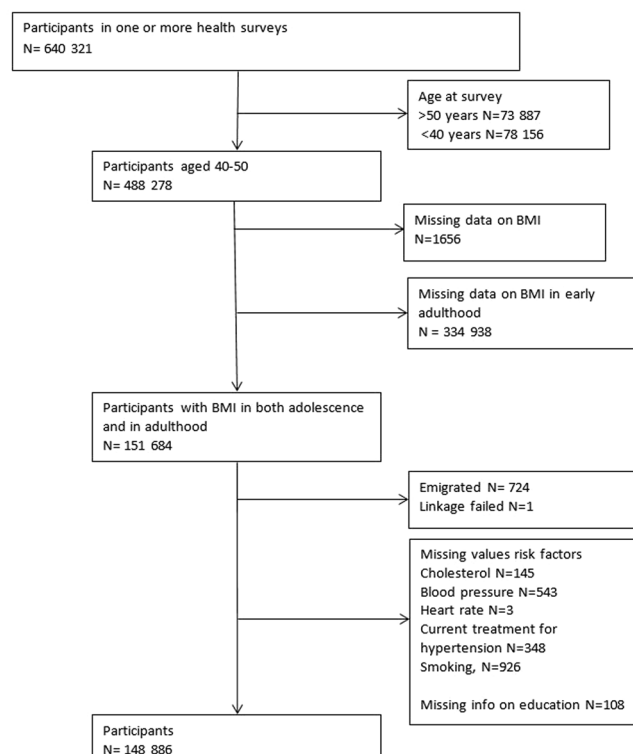 Participants in one or more health surveys
N= 640 321
Age at survey
>50 years N=73 887
<40 years N=78 156
Participants aged 40-50
N= 488 278
Missing data on BMI
N=1656
Missing data on BMI in early
adulthood
N = 334 938
Participants with BMI in both adolescence
and in adulthood
N= 151 684
Emigrated N= 724
Linkage failed N=1
Missing values risk factors
Cholesterol N=145
Blood pressure N=543
Heart rate N=3
Current treatment for
hypertension N=348
Smoking, N=926
Missing info on education N=108
Participants
N= 148 886